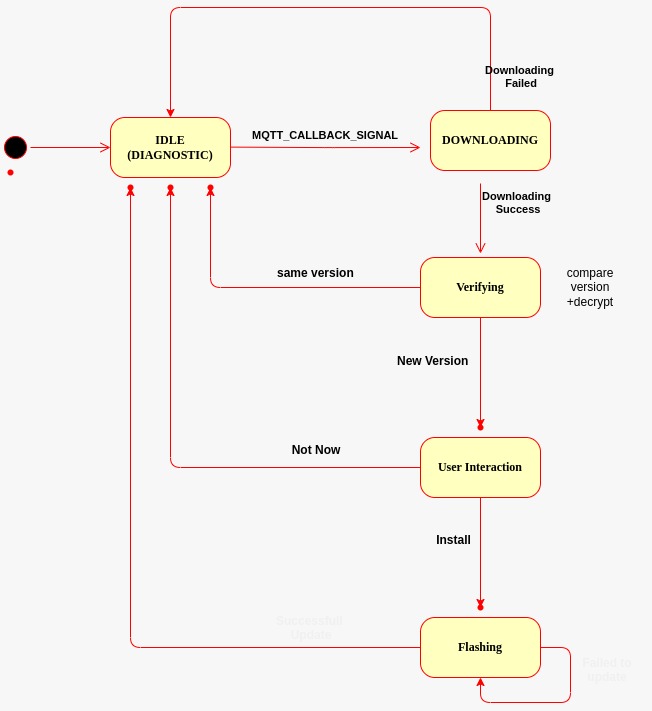 Downloading
Failed
IDLE
(DIAGNOSTIC)
MQTT_CALLBACK_SIGNAL
DOWNLOADING
Downloading
Success
same version
Verifying
compare
version
+decrypt
New Version
Not Now
User Interaction
Install
Successfull
Update
Flashing
Failed to
update